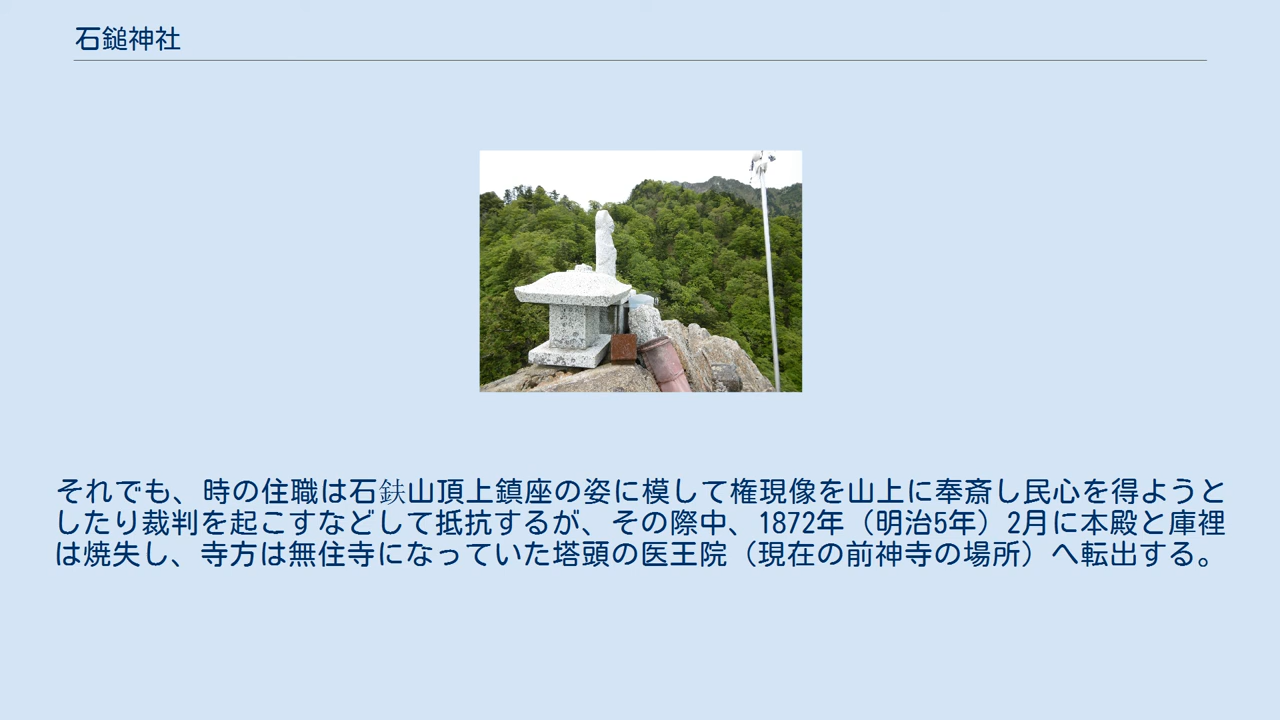 石鎚神社
それでも、時の住職は石鈇山頂上鎮座の姿に模して権現像を山上に奉斎し民心を得ようと
したり裁判を起こすなどして抵抗するが、その際中、1872年（明治5年）2月に本殿と庫裡
は焼失し、寺方は無住寺になっていた塔頭の医王院（現在の前神寺の場所）へ転出する。